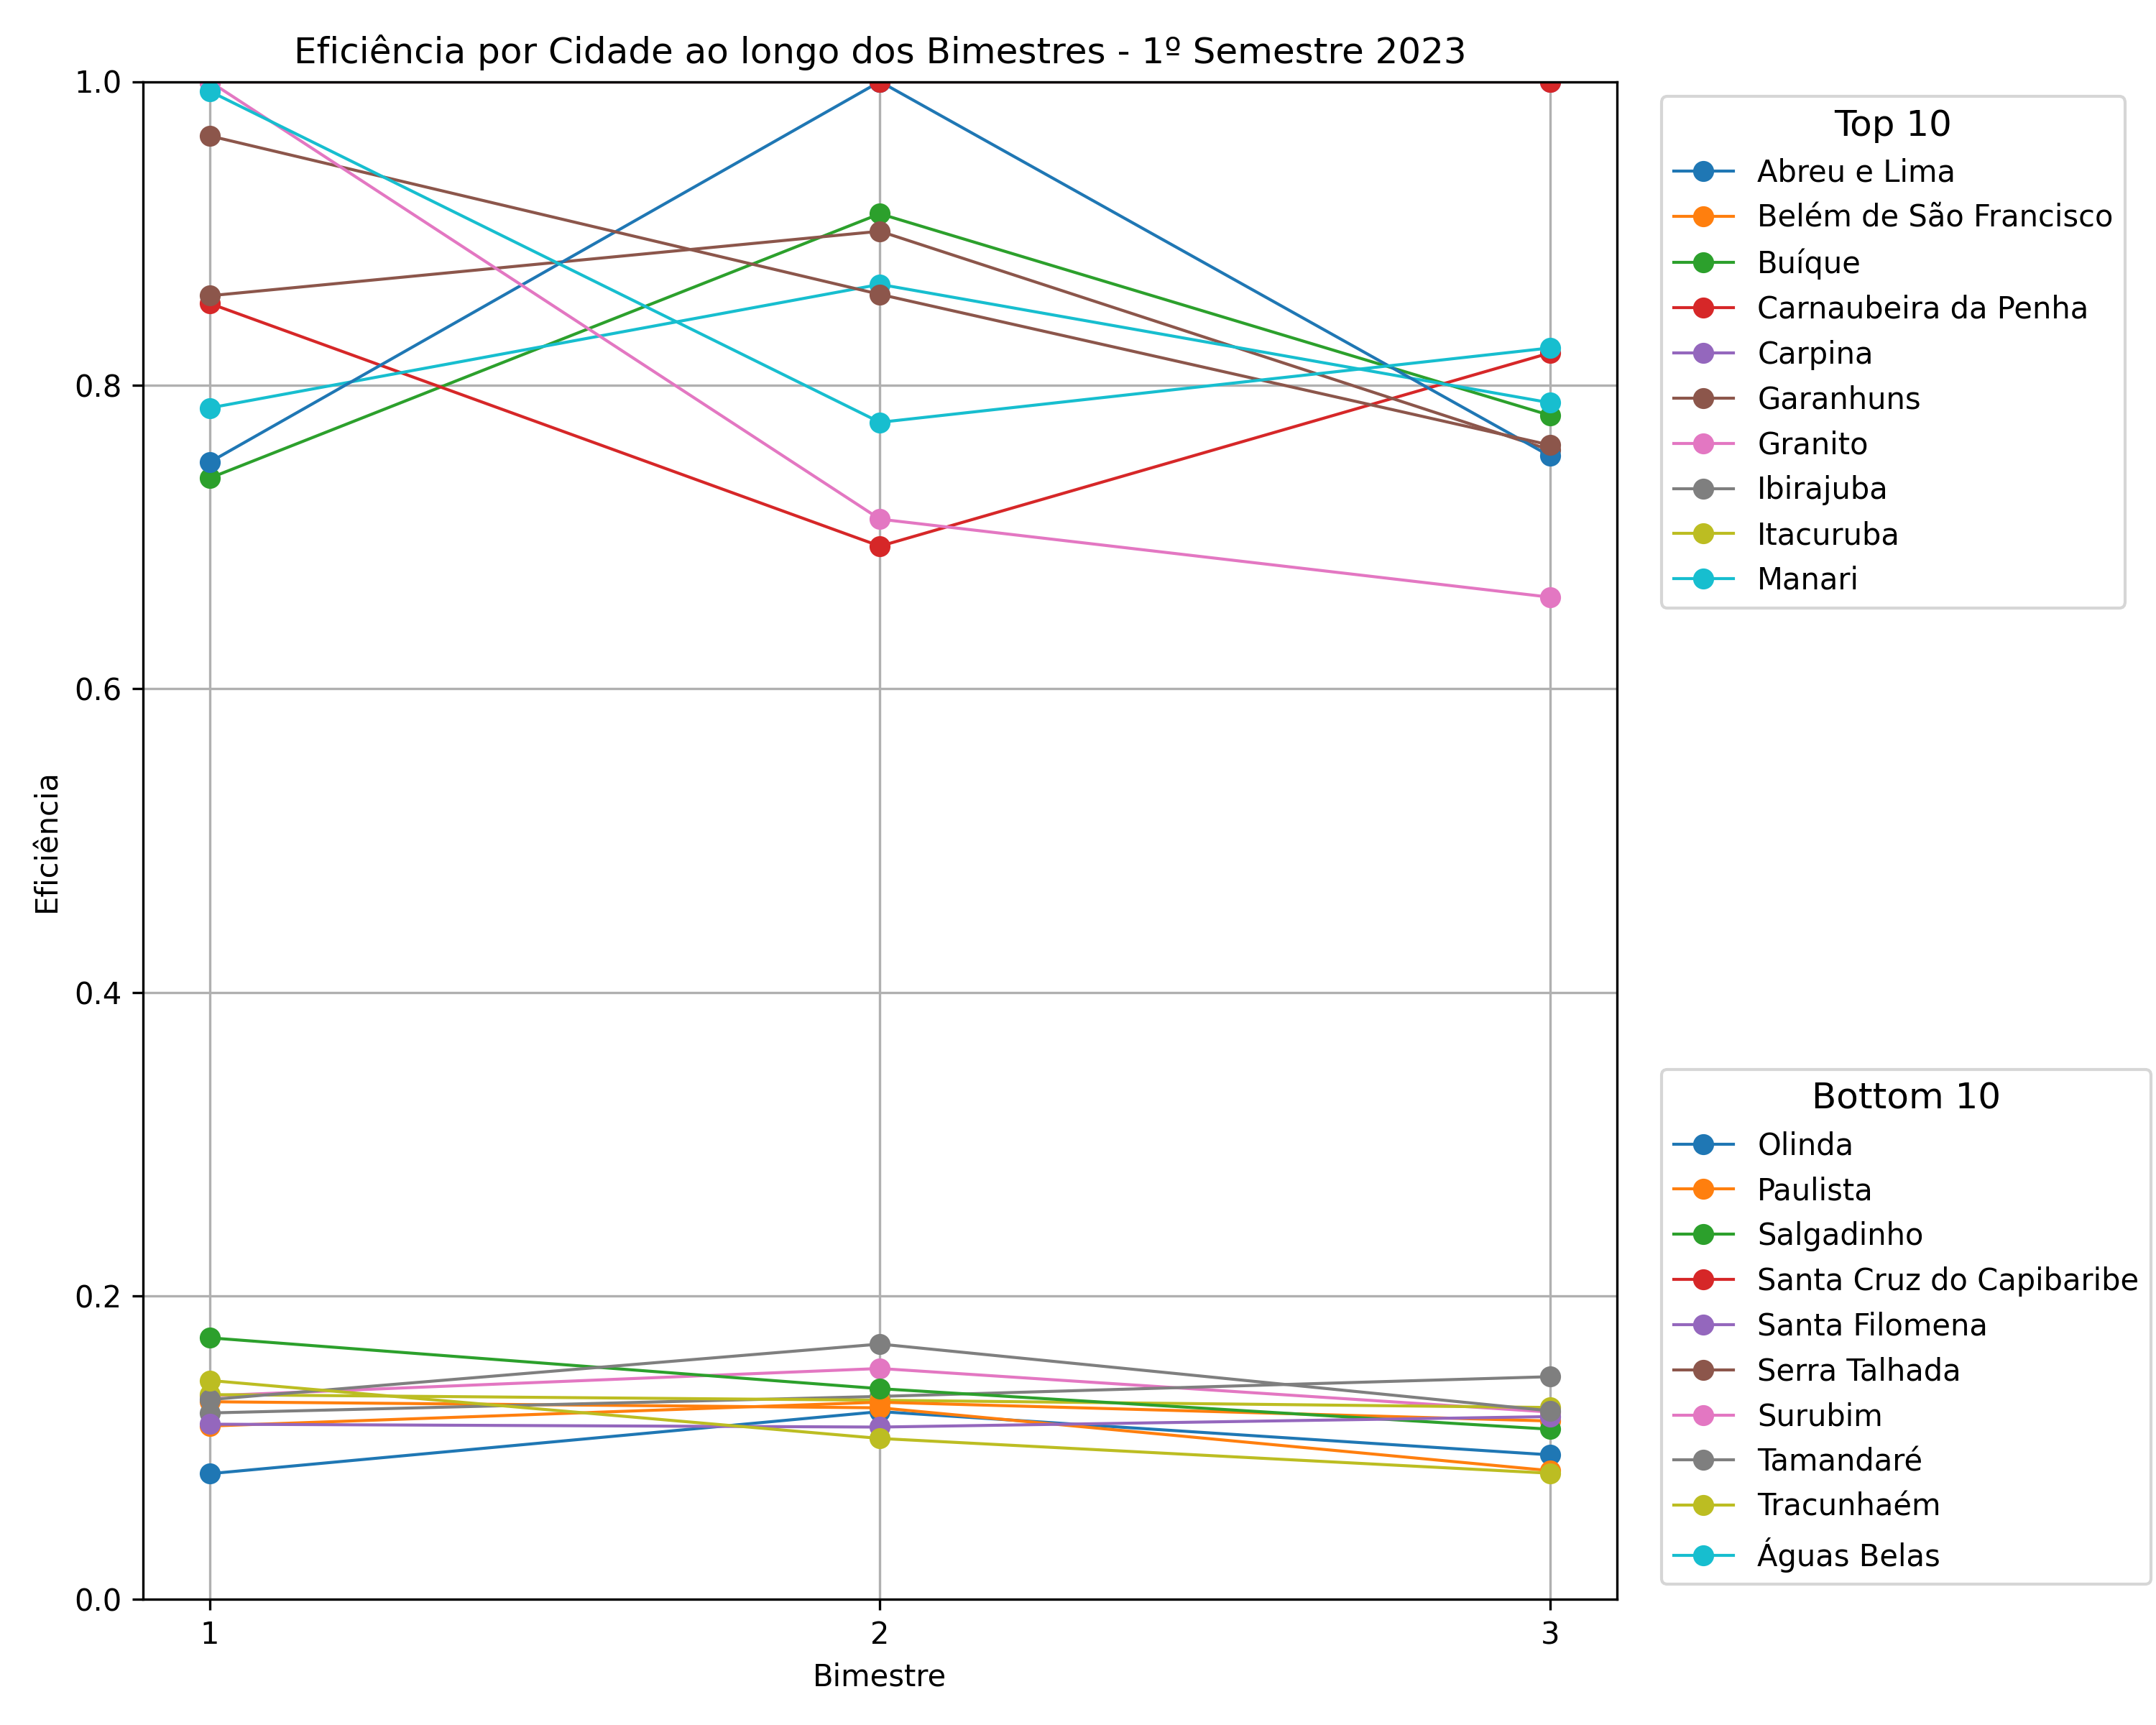 Eficiência por Cidade ao longo dos Bimestres - 1º Semestre 2023
1.0
0.8
0.6
0.4
0.2
0.0
Eficiência
1
2
3
Bimestre
Top 10
Abreu e Lima
Belém de São Francisco
Buíque
Carnaubeira da Penha
Carpina
Garanhuns
Granito
Ibirajuba
Itacuruba
Manari
Bottom 10
Olinda
Paulista
Salgadinho
Santa Cruz do Capibaribe
Santa Filomena
Serra Talhada
Surubim
Tamandaré
Tracunhaém
Águas Belas